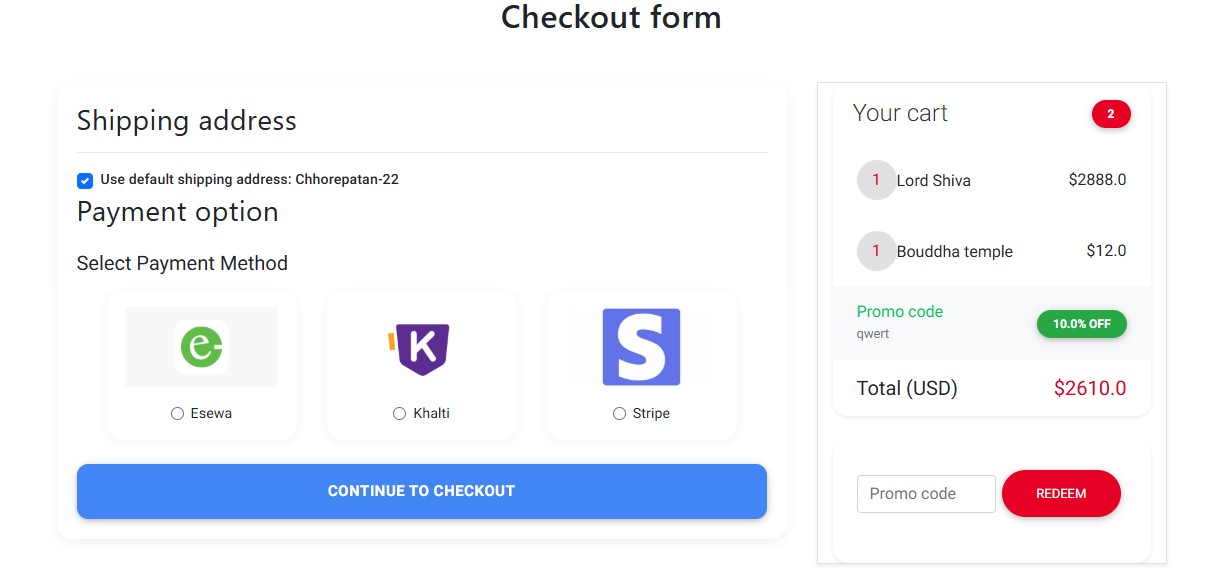 Checkout form
Shipping address
Use default shipping address: Chhorepatan-22
Payment option
Select Payment Method
e
K
S
Esewa
Khalti
Stripe
CONTINUE TO CHECKOUT
Your cart
2
1 Lord Shiva $2888.0
1 Bouddha temple $12.0
Promo code
qwert
10.0% OFF
Total (USD) $2610.0
Promo code
REDEEM